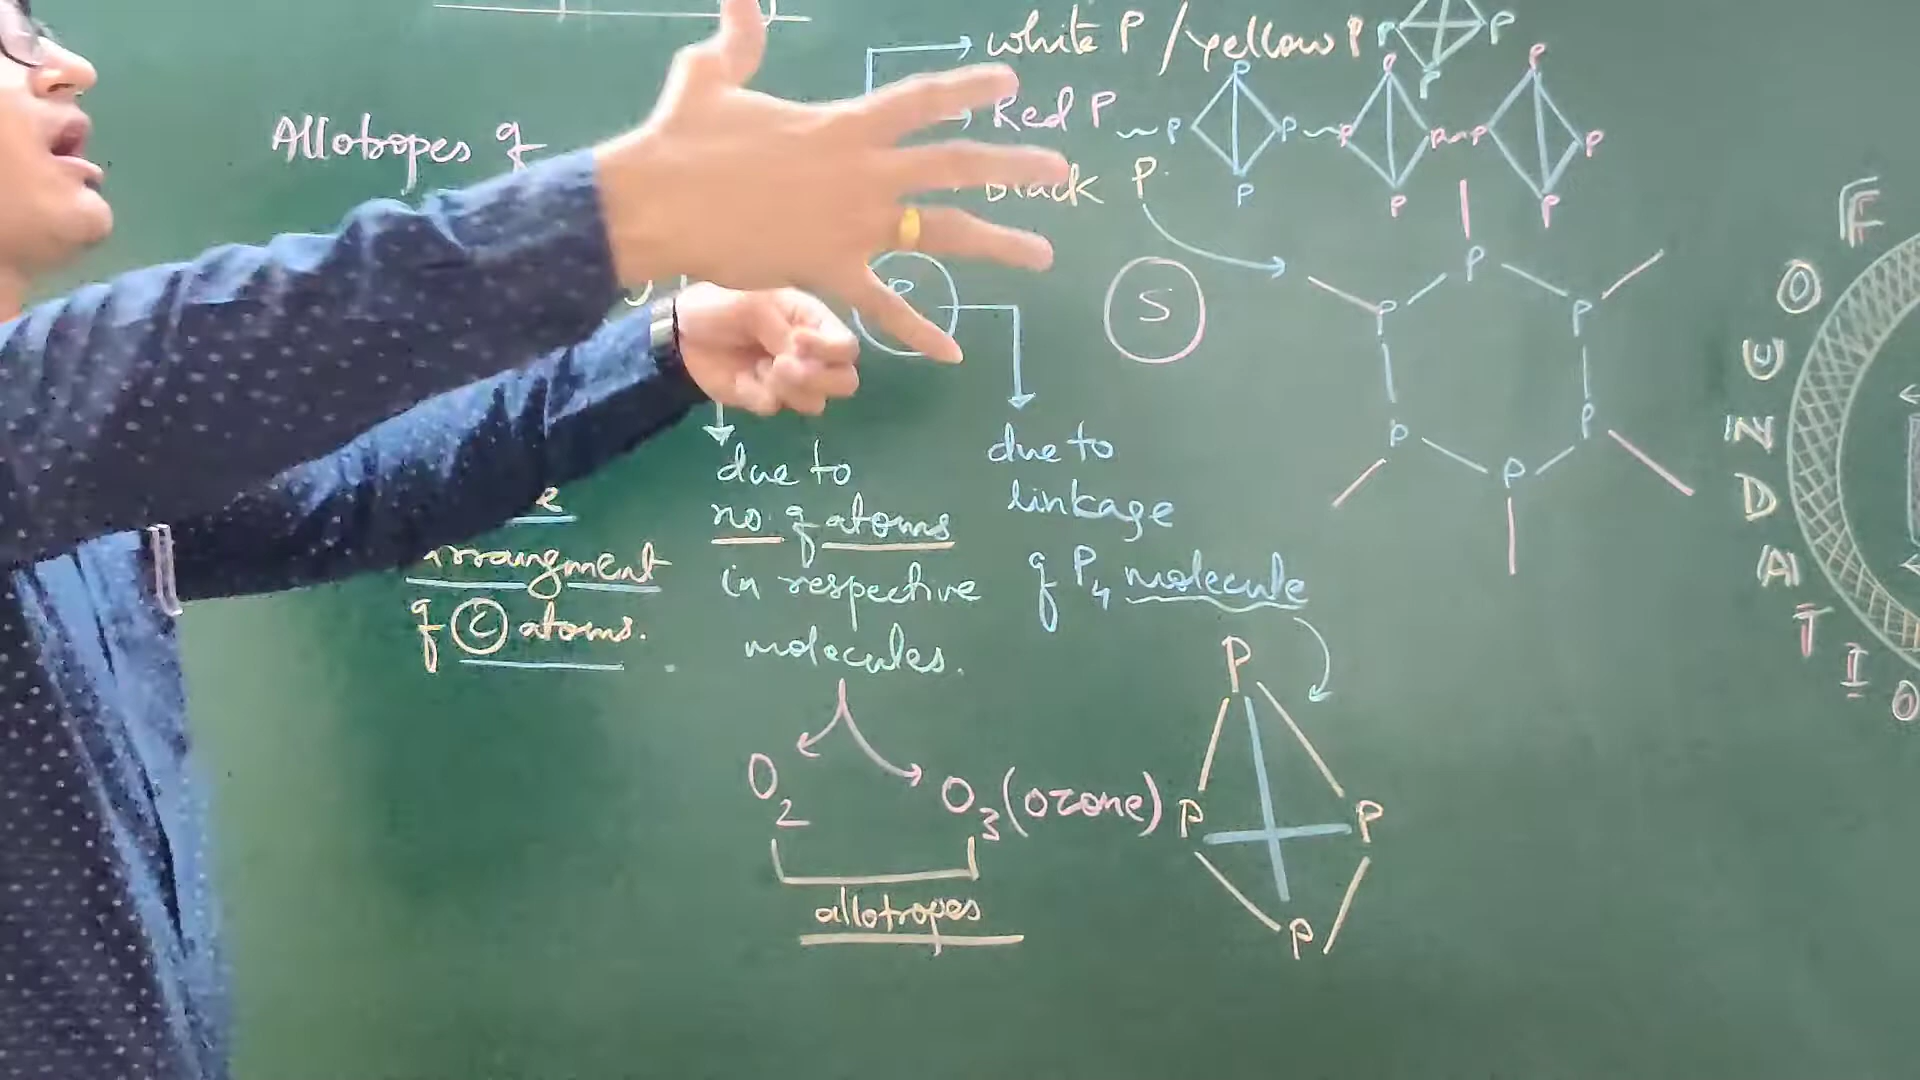 white P / yellow P
P P
P
Allotropes of
Red P ~ P P P P ~ P P P P ~ P P P P
Black P.
P
P P
P S
P P
P
due to
no. of atoms
in respective
molecules.
due to
linkage
of P4 molecule
e
arrangment
of C atoms.
O2 O3 (ozone)
allotropes
P
P P
P
F
O
U
N
D
A
T
I
O